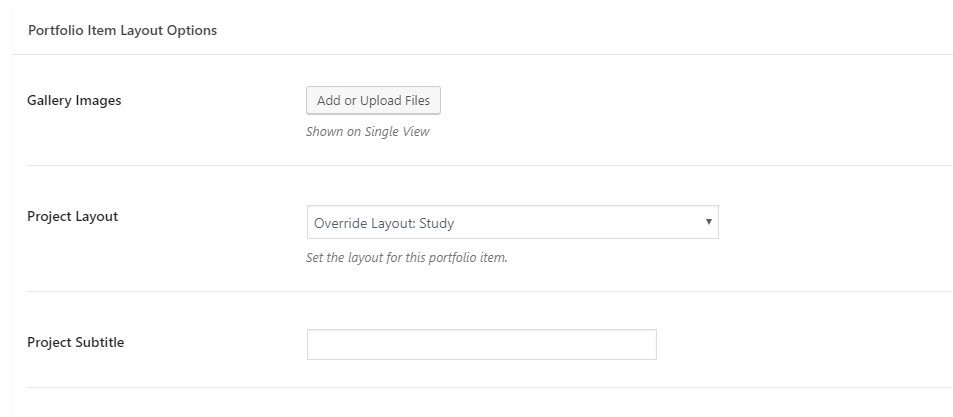 Portfolio Item Layout Options
Gallery Images
Add or Upload Files
Shown on Single View
Project Layout
Override Layout: Study
Set the layout for this portfolio item.
Project Subtitle